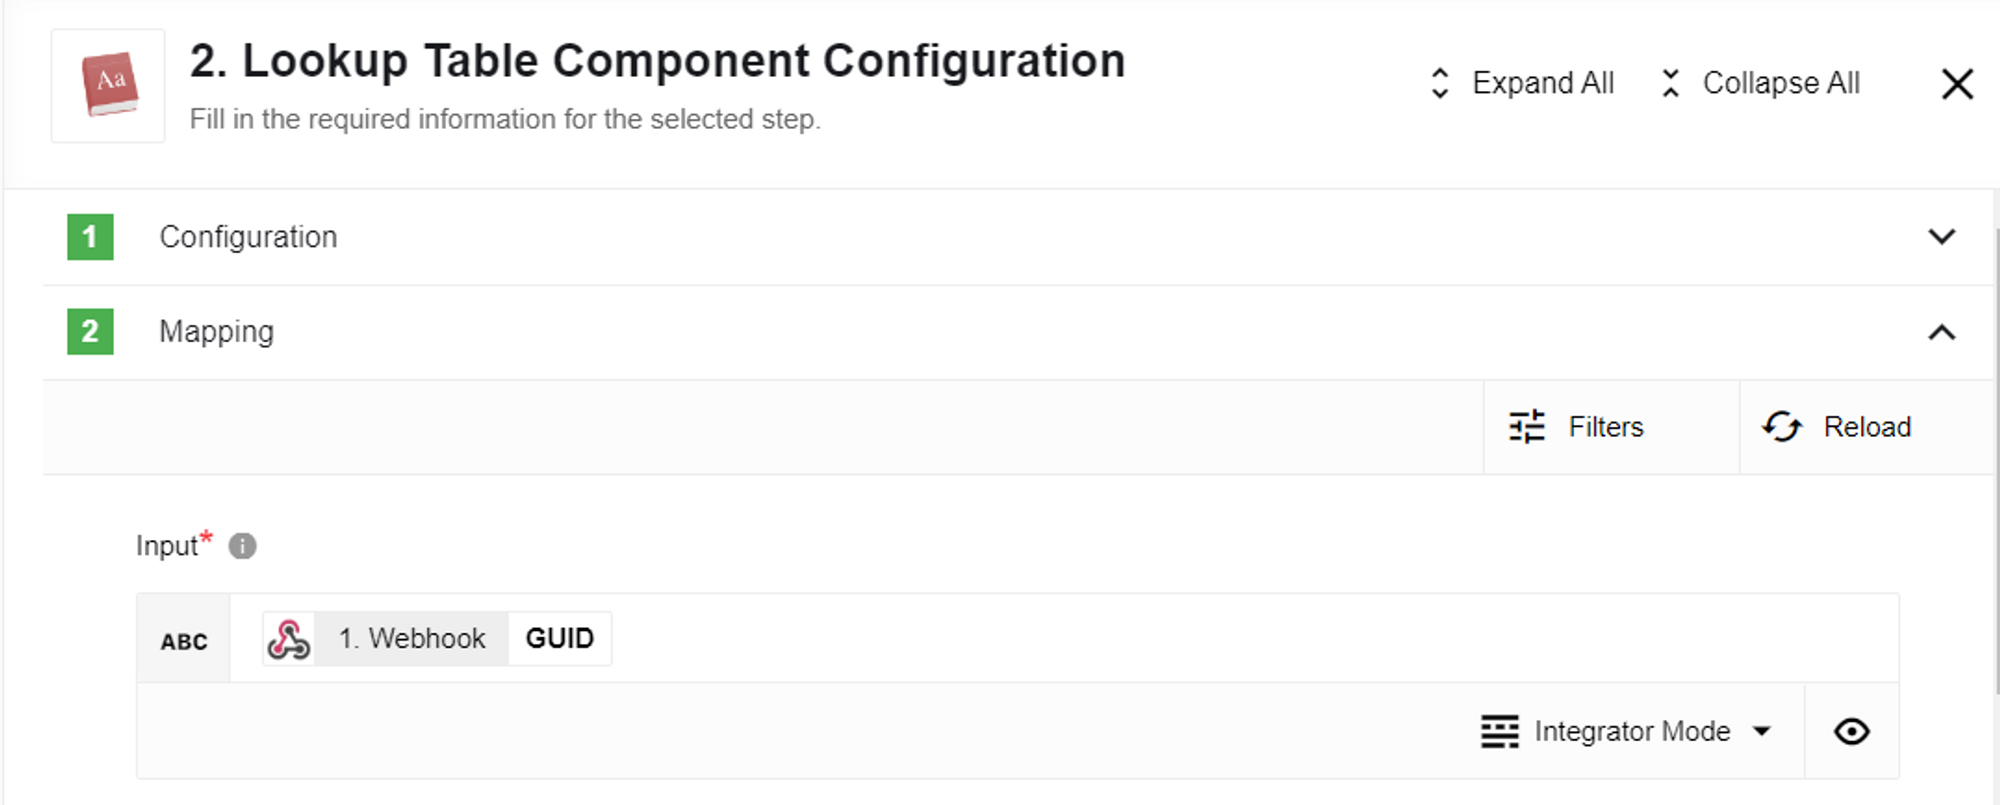 Aa
2. Lookup Table Component Configuration
Fill in the required information for the selected step.
Expand All
Collapse All
1 Configuration
2 Mapping
Filters
Reload
Input* i
ABC 1. Webhook GUID
Integrator Mode